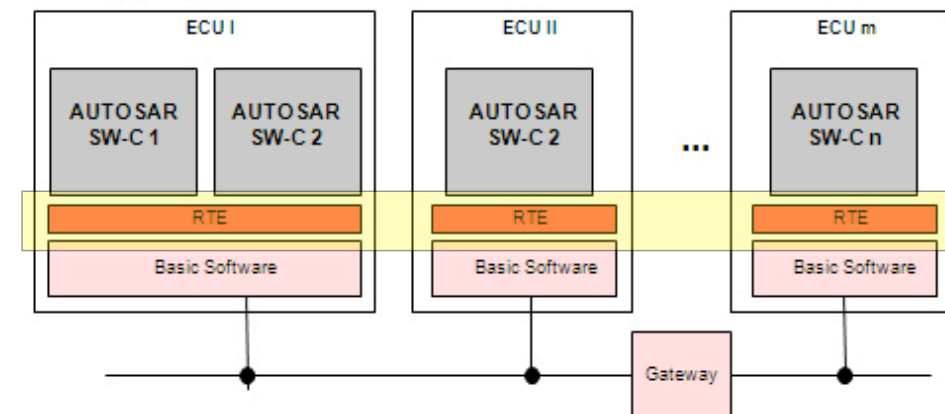 ECU I
ECU II
ECU m
AUTOSAR
SW-C 1
AUTOSAR
SW-C 2
AUTOSAR
SW-C 2
...
AUTOSAR
SW-C n
RTE
RTE
RTE
Basic Software
Basic Software
Basic Software
Gateway